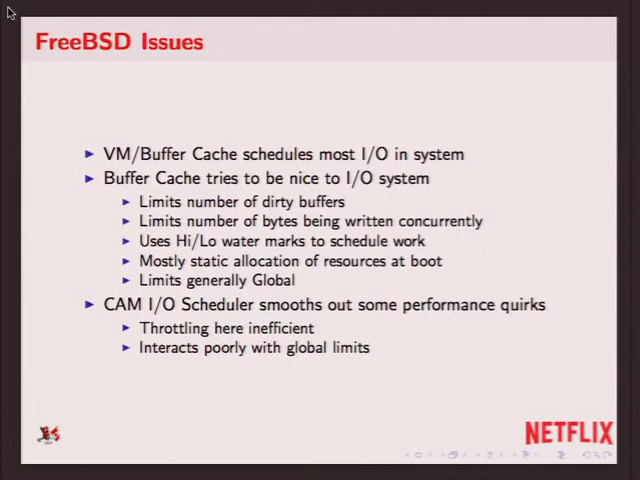 FreeBSD Issues
VM/Buffer Cache schedules most I/O in system
Buffer Cache tries to be nice to I/O system
Limits number of dirty buffers
Limits number of bytes being written concurrently
Uses Hi/Lo water marks to schedule work
Mostly static allocation of resources at boot
Limits generally Global
CAM I/O Scheduler smooths out some performance quirks
Throttling here inefficient
Interacts poorly with global limits
NETFLIX